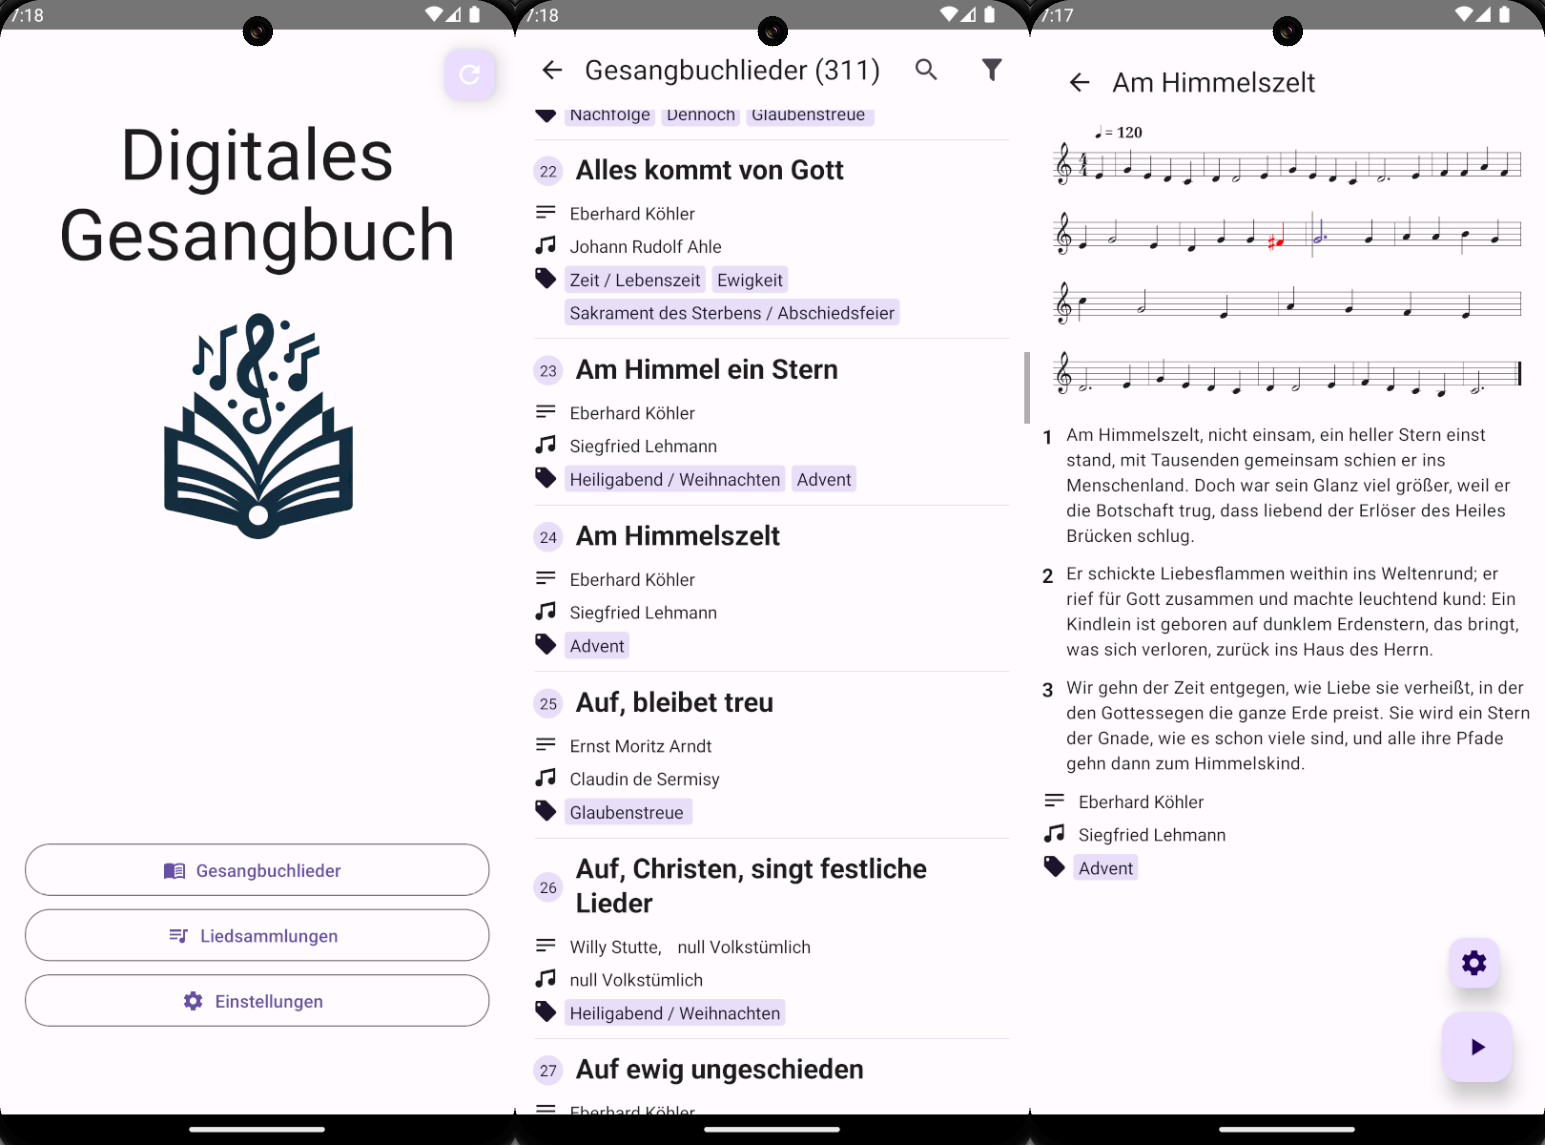 7:18
Digitales
Gesangbuch
Gesangbuchlieder
Liedsammlungen
Einstellungen
7:18
Gesangbuchlieder (311)
Nachfolge Dennoch Glaubenstreue
22 Alles kommt von Gott
Eberhard Köhler
Johann Rudolf Ahle
Zeit / Lebenszeit Ewigkeit
Sakrament des Sterbens / Abschiedsfeier
23 Am Himmel ein Stern
Eberhard Köhler
Siegfried Lehmann
Heiligabend / Weihnachten Advent
24 Am Himmelszelt
Eberhard Köhler
Siegfried Lehmann
Advent
25 Auf, bleibet treu
Ernst Moritz Arndt
Claudin de Sermisy
Glaubenstreue
26 Auf, Christen, singt festliche
Lieder
Willy Stutte, null Volkstümlich
null Volkstümlich
Heiligabend / Weihnachten
27 Auf ewig ungeschieden
Eberhard Köhler
7:17
Am Himmelszelt
♩ = 120
4
4
1 Am Himmelszelt, nicht einsam, ein heller Stern einst
stand, mit Tausenden gemeinsam schien er ins
Menschenland. Doch war sein Glanz viel größer, weil er
die Botschaft trug, dass liebend der Erlöser des Heiles
Brücken schlug.
2 Er schickte Liebesflammen weithin ins Weltenrund; er
rief für Gott zusammen und machte leuchtend kund: Ein
Kindlein ist geboren auf dunklem Erdenstern, das bringt,
was sich verloren, zurück ins Haus des Herrn.
3 Wir gehn der Zeit entgegen, wie Liebe sie verheißt, in der
den Gottessegen die ganze Erde preist. Sie wird ein Stern
der Gnade, wie es schon viele sind, und alle ihre Pfade
gehn dann zum Himmelskind.
Eberhard Köhler
Siegfried Lehmann
Advent